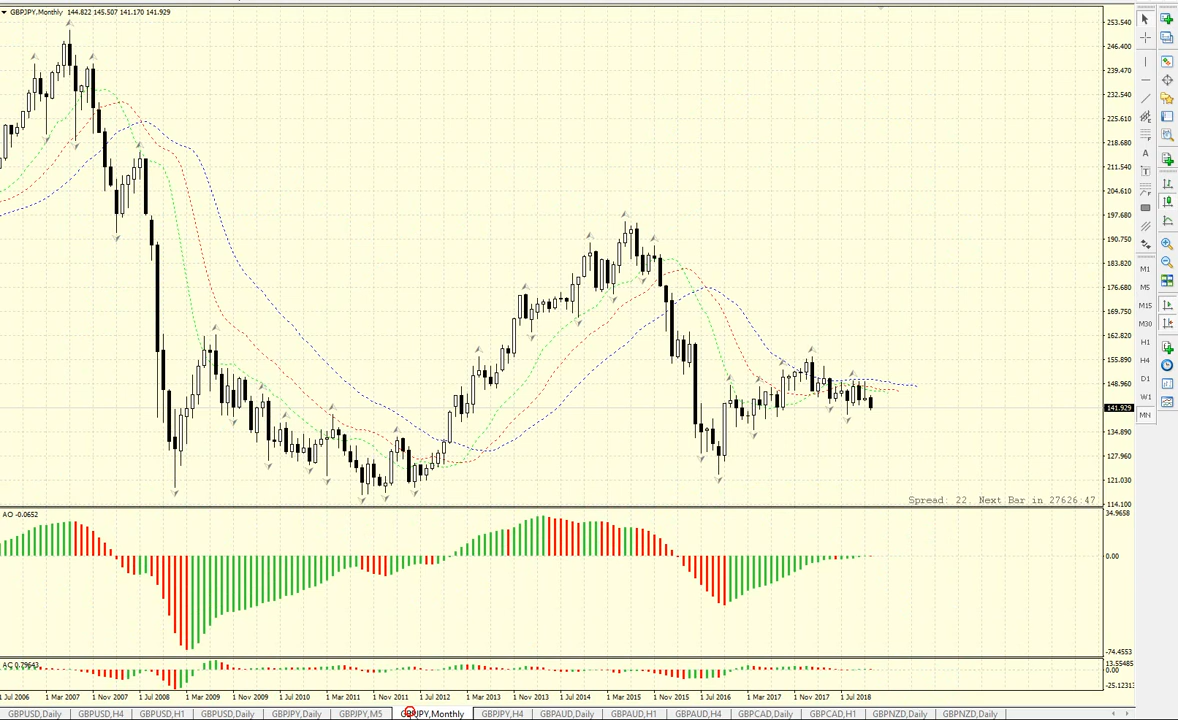 GBPJPY,Monthly 144.822 145.507 141.170 141.929
253.540
246.400
239.470
232.540
225.610
218.680
211.540
204.610
197.680
190.750
183.820
176.680
169.750
162.820
155.890
148.960
141.929
134.890
127.960
121.030
114.100
Spread: 22. Next Bar in 27626:47
AO -0.0652
34.9658
0.00
-74.4553
AC 0.79643
13.55485
0.00
-25.12313
1 Jul 2006 1 Mar 2007 1 Nov 2007 1 Jul 2008 1 Mar 2009 1 Nov 2009 1 Jul 2010 1 Mar 2011 1 Nov 2011 1 Jul 2012 1 Mar 2013 1 Nov 2013 1 Jul 2014 1 Mar 2015 1 Nov 2015 1 Jul 2016 1 Mar 2017 1 Nov 2017 1 Jul 2018
GBPUSD,Daily GBPUSD,H4 GBPUSD,H1 GBPUSD,Daily GBPJPY,Daily GBPJPY,M5 GBPJPY,Monthly GBPJPY,H4 GBPAUD,Daily GBPAUD,H1 GBPAUD,H4 GBPCAD,Daily GBPCAD,H1 GBPNZD,Daily GBPNZD,Daily
A
T
M1
M5
M15
M30
H1
H4
D1
W1
MN